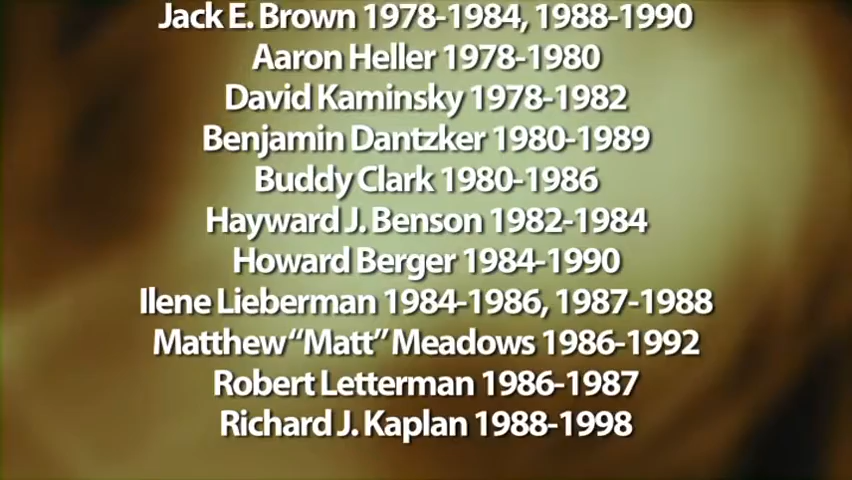 Jack E. Brown 1978-1984, 1988-1990
Aaron Heller 1978-1980
David Kaminsky 1978-1982
Benjamin Dantzker 1980-1989
Buddy Clark 1980-1986
Hayward J. Benson 1982-1984
Howard Berger 1984-1990
Ilene Lieberman 1984-1986, 1987-1988
Matthew “Matt” Meadows 1986-1992
Robert Letterman 1986-1987
Richard J. Kaplan 1988-1998